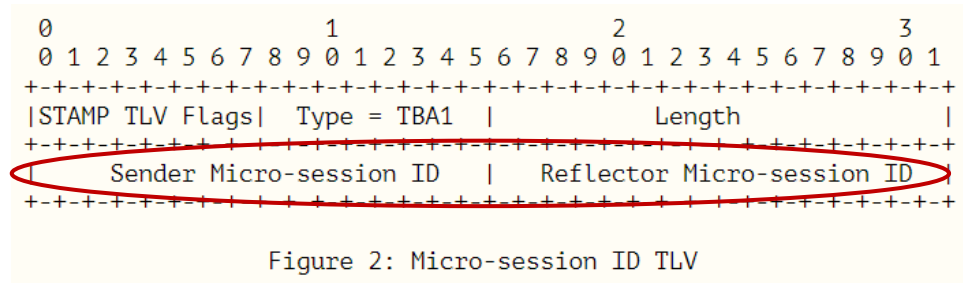 0                   1                   2                   3
0 1 2 3 4 5 6 7 8 9 0 1 2 3 4 5 6 7 8 9 0 1 2 3 4 5 6 7 8 9 0 1
+-+-+-+-+-+-+-+-+-+-+-+-+-+-+-+-+-+-+-+-+-+-+-+-+-+-+-+-+-+-+-+-+
|STAMP TLV Flags|  Type = TBA1  |           Length              |
+-+-+-+-+-+-+-+-+-+-+-+-+-+-+-+-+-+-+-+-+-+-+-+-+-+-+-+-+-+-+-+-+
|     Sender Micro-session ID   |   Reflector Micro-session ID  |
+-+-+-+-+-+-+-+-+-+-+-+-+-+-+-+-+-+-+-+-+-+-+-+-+-+-+-+-+-+-+-+-+
Figure 2: Micro-session ID TLV